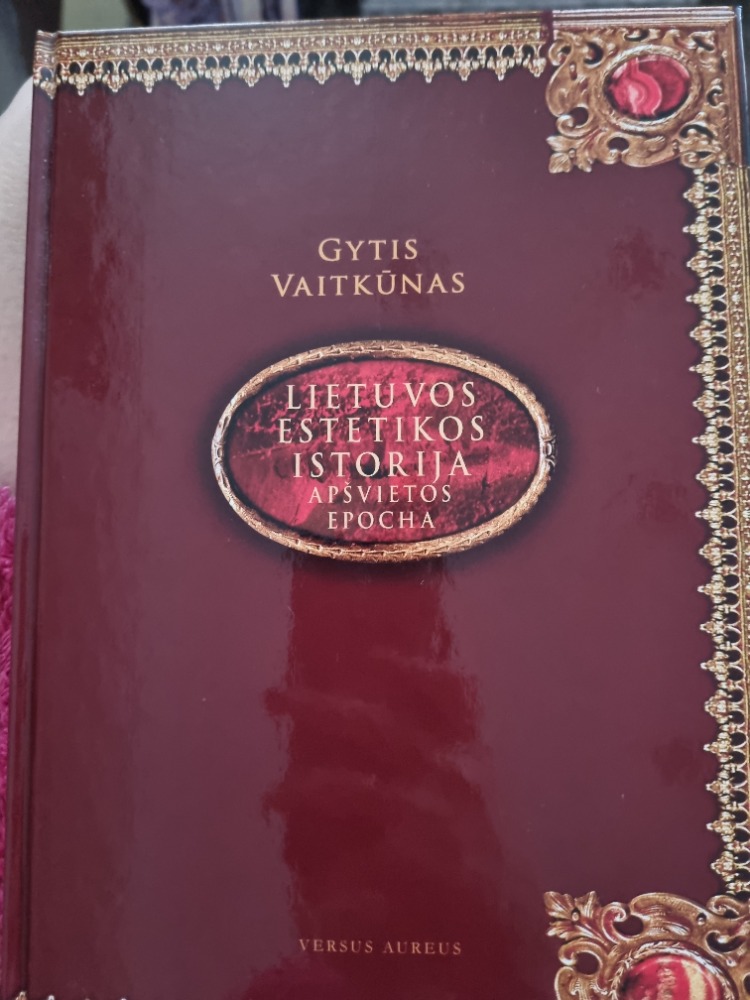 GYTIS
VAITKŪNAS
LIETUVOS
ESTETIKOS
ISTORIJA
APŠVIETOS
EPOCHA
VERSUS AUREUS